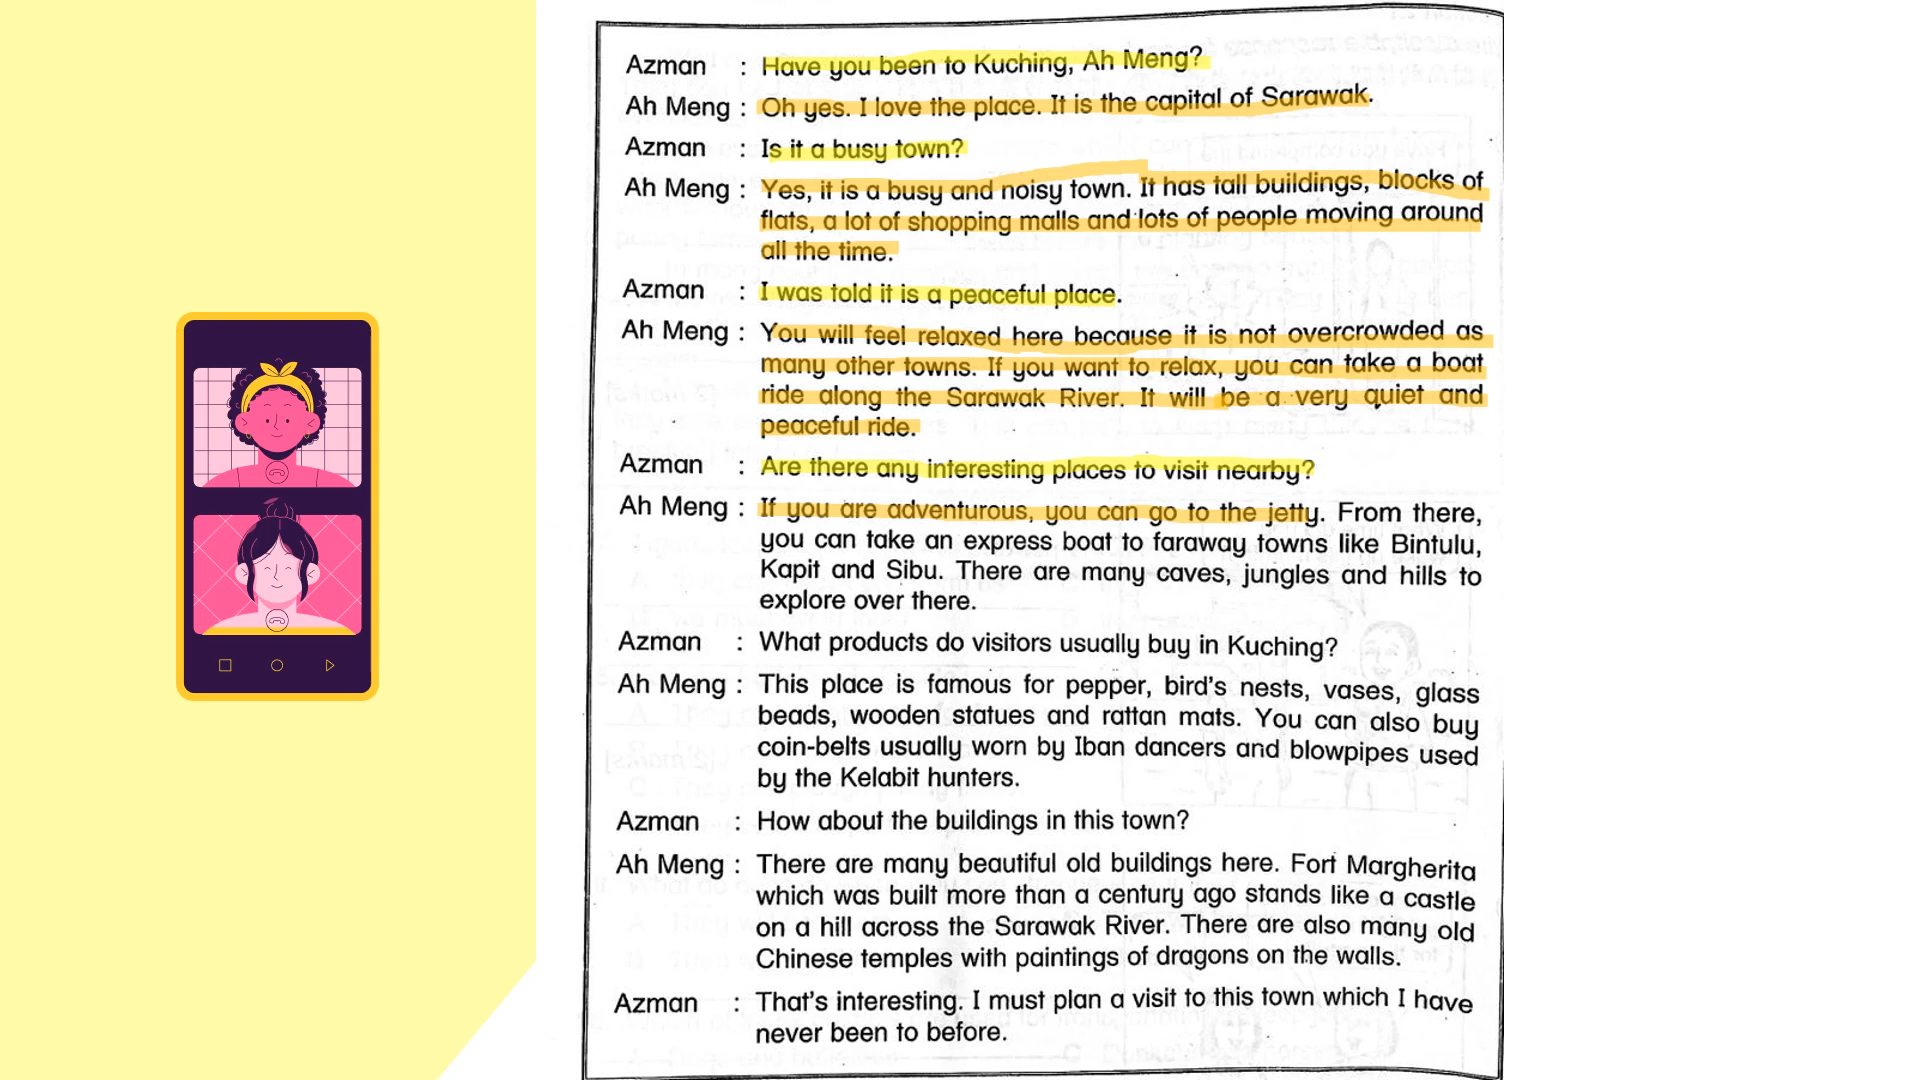 Azman : Have you been to Kuching, Ah Meng?
Ah Meng : Oh yes. I love the place. It is the capital of Sarawak.
Azman : Is it a busy town?
Ah Meng : Yes, it is a busy and noisy town. It has tall buildings, blocks of
flats, a lot of shopping malls and lots of people moving around
all the time.
Azman : I was told it is a peaceful place.
Ah Meng : You will feel relaxed here because it is not overcrowded as
many other towns. If you want to relax, you can take a boat
ride along the Sarawak River. It will be a very quiet and
peaceful ride.
Azman : Are there any interesting places to visit nearby?
Ah Meng : If you are adventurous, you can go to the jetty. From there,
you can take an express boat to faraway towns like Bintulu,
Kapit and Sibu. There are many caves, jungles and hills to
explore over there.
Azman : What products do visitors usually buy in Kuching?
Ah Meng : This place is famous for pepper, bird's nests, vases, glass
beads, wooden statues and rattan mats. You can also buy
coin-belts usually worn by Iban dancers and blowpipes used
by the Kelabit hunters.
Azman : How about the buildings in this town?
Ah Meng : There are many beautiful old buildings here. Fort Margherita
which was built more than a century ago stands like a castle
on a hill across the Sarawak River. There are also many old
Chinese temples with paintings of dragons on the walls.
Azman : That's interesting. I must plan a visit to this town which I have
never been to before.